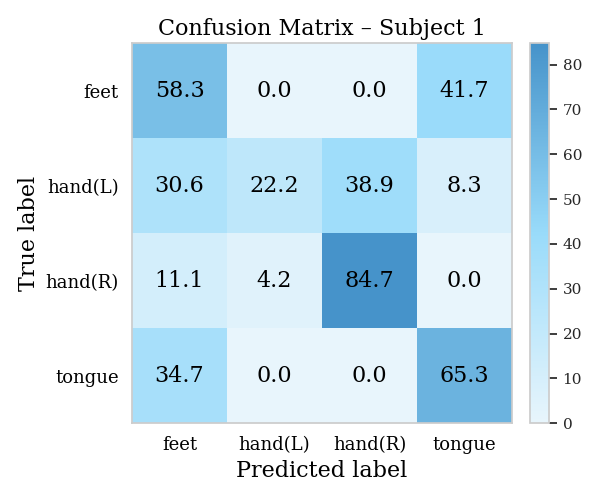 Confusion Matrix – Subject 1
feet 58.3 0.0 0.0 41.7
hand(L) 30.6 22.2 38.9 8.3
hand(R) 11.1 4.2 84.7 0.0
tongue 34.7 0.0 0.0 65.3
feet hand(L) hand(R) tongue
Predicted label
True label
80
70
60
50
40
30
20
10
0